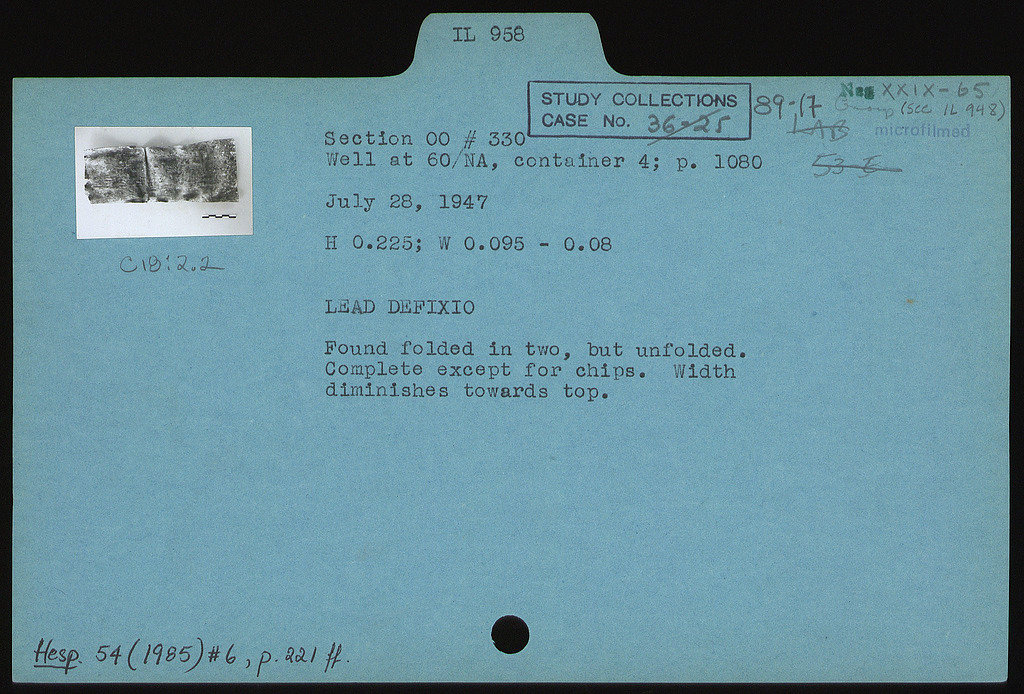 IL 958
STUDY COLLECTIONS
CASE No. 36-25
89-17
LAB
Neg XXIX-65
Group (see IL 948)
microfilmed
53-I
Section OO # 330
Well at 60/NA, container 4; p. 1080
July 28, 1947
H 0.225; W 0.095 - 0.08
C18:2.2
LEAD DEFIXIO
Found folded in two, but unfolded.
Complete except for chips. Width
diminishes towards top.
Hesp. 54 (1985) #6, p. 221 ff.